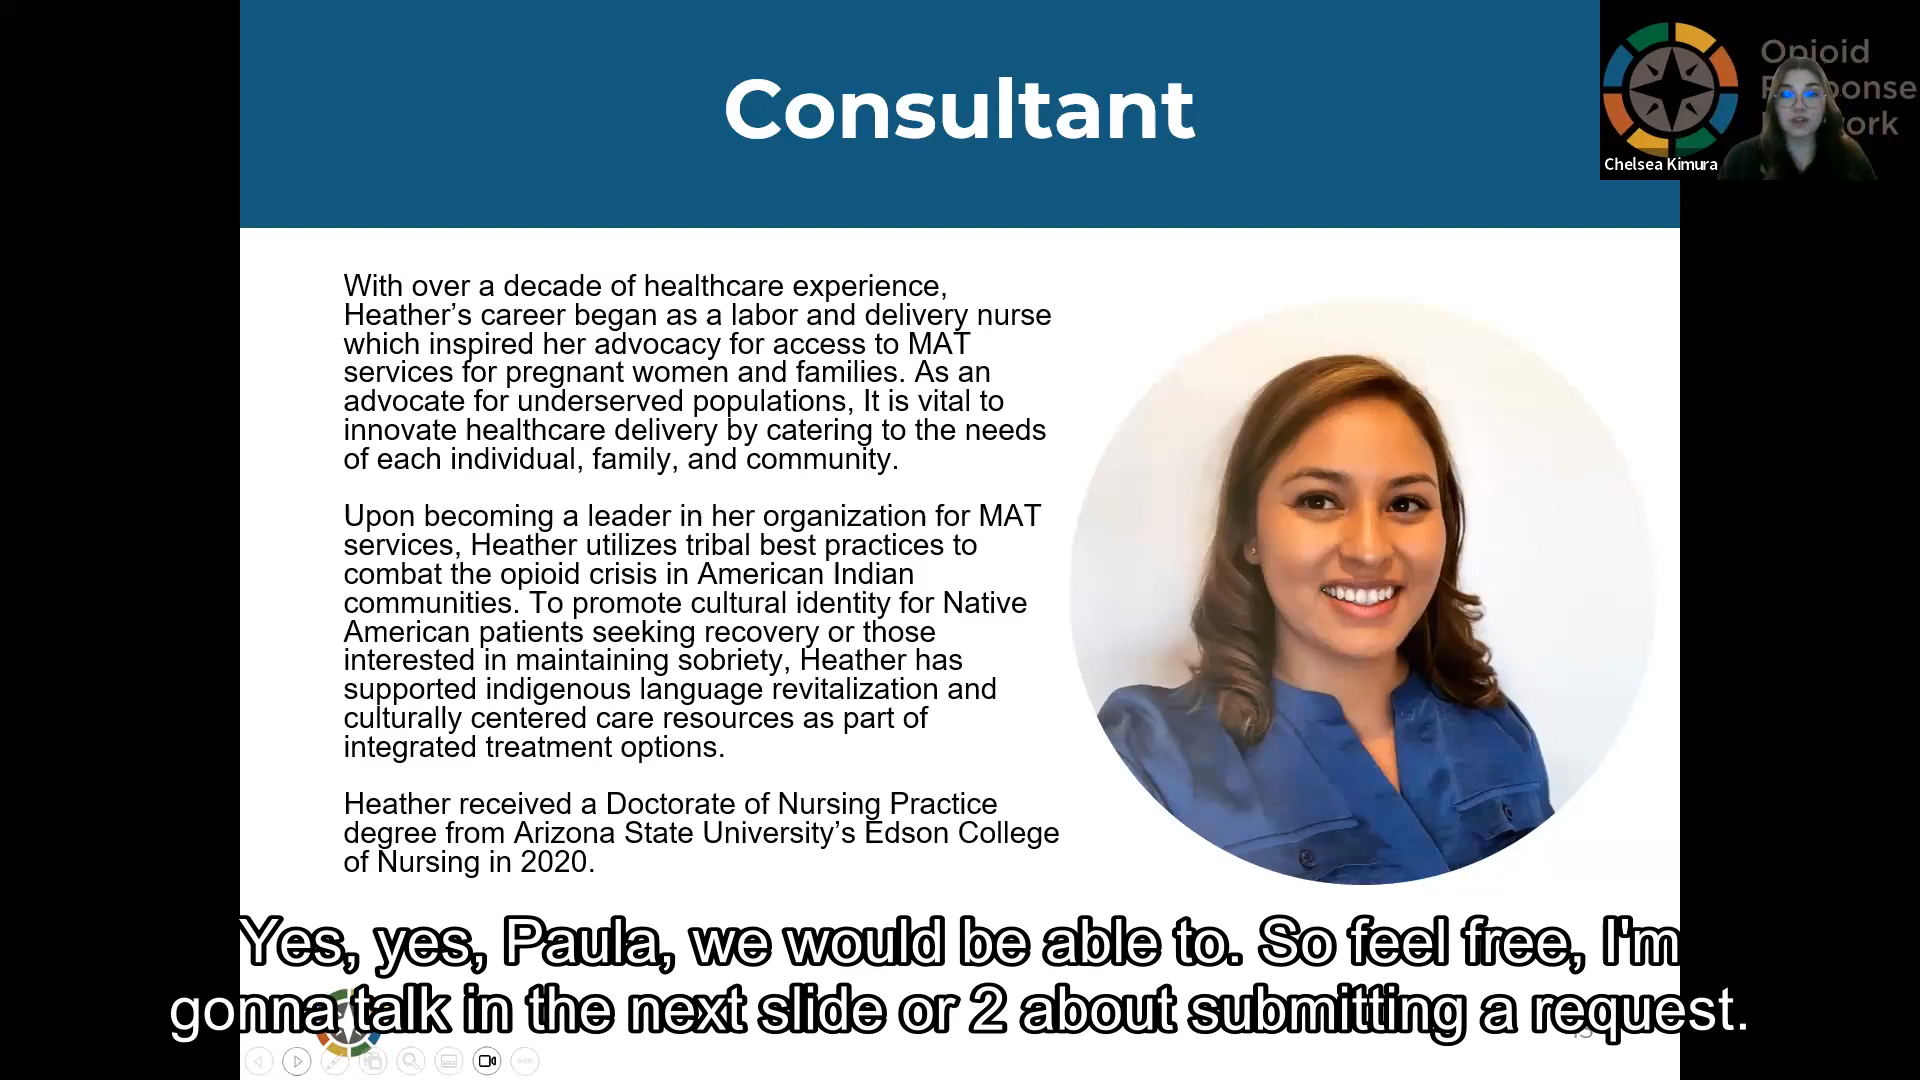 Consultant
Opioid
Response
Network
Chelsea Kimura
With over a decade of healthcare experience,
Heather’s career began as a labor and delivery nurse
which inspired her advocacy for access to MAT
services for pregnant women and families. As an
advocate for underserved populations, It is vital to
innovate healthcare delivery by catering to the needs
of each individual, family, and community.
Upon becoming a leader in her organization for MAT
services, Heather utilizes tribal best practices to
combat the opioid crisis in American Indian
communities. To promote cultural identity for Native
American patients seeking recovery or those
interested in maintaining sobriety, Heather has
supported indigenous language revitalization and
culturally centered care resources as part of
integrated treatment options.
Heather received a Doctorate of Nursing Practice
degree from Arizona State University’s Edson College
of Nursing in 2020.
Yes, yes, Paula, we would be able to. So feel free, I'm
gonna talk in the next slide or 2 about submitting a request.